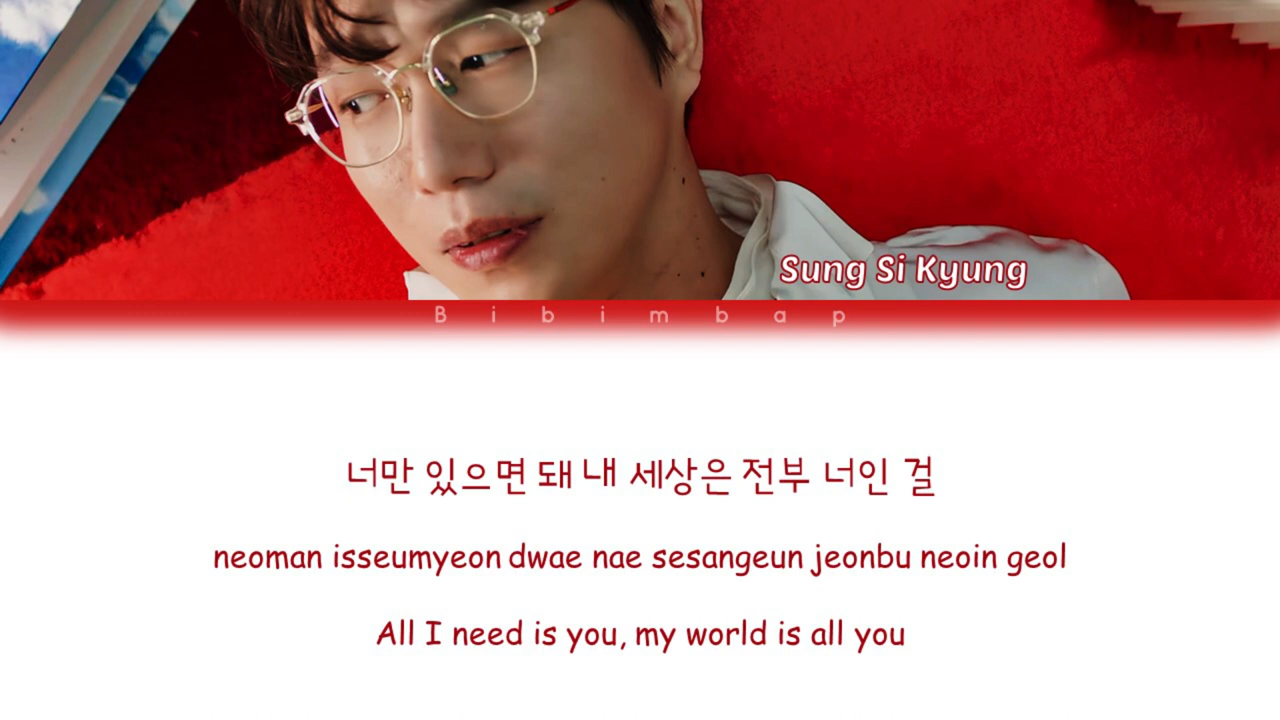 Sung Si Kyung
Bibimbap
너만 있으면 돼 내 세상은 전부 너인 걸
neoman isseumyeon dwae nae sesangeun jeonbu neoin geol
All I need is you, my world is all you